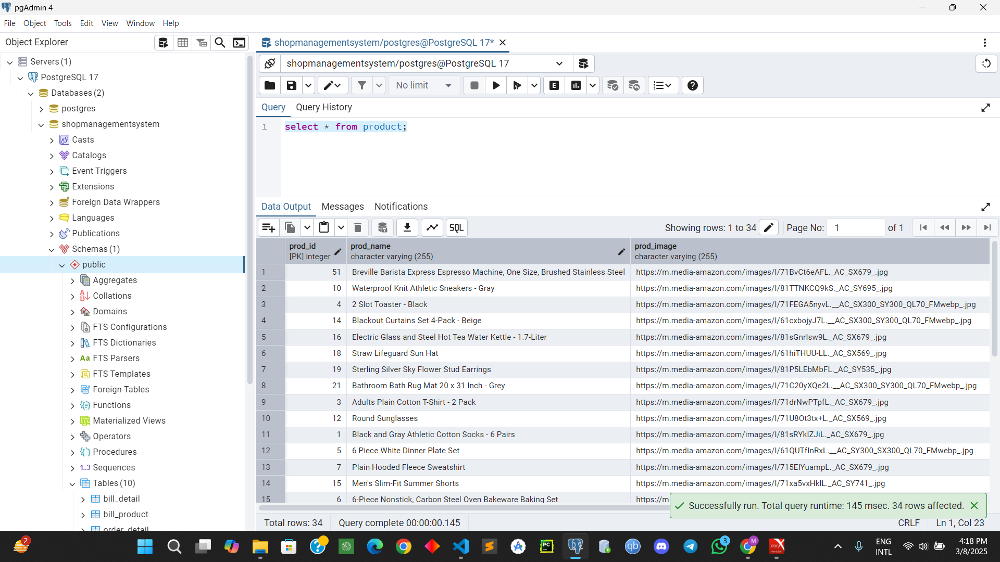 pgAdmin 4
File Object Tools Edit View Window Help
Object Explorer
shopmanagementsystem/postgres@PostgreSQL 17*
Servers (1)
PostgreSQL 17
Databases (2)
postgres
shopmanagementsystem
Casts
Catalogs
Event Triggers
Extensions
Foreign Data Wrappers
Languages
Publications
Schemas (1)
public
Aggregates
Collations
Domains
FTS Configurations
FTS Dictionaries
Aa FTS Parsers
FTS Templates
Foreign Tables
Functions
Materialized Views
Operators
Procedures
1..3 Sequences
Tables (10)
bill_detail
bill_product
order_detail
shopmanagementsystem/postgres@PostgreSQL 17
No limit
E
Query Query History
1 select * from product;
Data Output Messages Notifications
SQL Showing rows: 1 to 34 Page No: 1 of 1
prod_id prod_name prod_image
[PK] integer character varying (255) character varying (255)
1 51 Breville Barista Express Espresso Machine, One Size, Brushed Stainless Steel https://m.media-amazon.com/images/I/71BvCt6eAFL._AC_SX679_.jpg
2 10 Waterproof Knit Athletic Sneakers - Gray https://m.media-amazon.com/images/I/81TTNKCQ9kS._AC_SY695_.jpg
3 4 2 Slot Toaster - Black https://m.media-amazon.com/images/I/71FEGA5nyvL.__AC_SX300_SY300_QL70_FMwebp_.jpg
4 14 Blackout Curtains Set 4-Pack - Beige https://m.media-amazon.com/images/I/61cxbojyJ7L.__AC_SX300_SY300_QL70_FMwebp_.jpg
5 16 Electric Glass and Steel Hot Tea Water Kettle - 1.7-Liter https://m.media-amazon.com/images/I/81sGnrIsw9L._AC_SX679_.jpg
6 18 Straw Lifeguard Sun Hat https://m.media-amazon.com/images/I/61hiTHUU-LL._AC_SX569_.jpg
7 19 Sterling Silver Sky Flower Stud Earrings https://m.media-amazon.com/images/I/81P5LEbMbFL._AC_SY535_.jpg
8 21 Bathroom Bath Rug Mat 20 x 31 Inch - Grey https://m.media-amazon.com/images/I/71C20yXQe2L.__AC_SX300_SY300_QL70_FMwebp_.jpg
9 3 Adults Plain Cotton T-Shirt - 2 Pack https://m.media-amazon.com/images/I/71drNwPTpfL._AC_SX679_.jpg
10 12 Round Sunglasses https://m.media-amazon.com/images/I/71U8Ot3tx+L._AC_SX569_.jpg
11 1 Black and Gray Athletic Cotton Socks - 6 Pairs https://m.media-amazon.com/images/I/81sRYkIZJiL._AC_SX679_.jpg
12 5 6 Piece White Dinner Plate Set https://m.media-amazon.com/images/I/61QUTfInRxL.__AC_SY300_SX300_QL70_FMwebp_.jpg
13 7 Plain Hooded Fleece Sweatshirt https://m.media-amazon.com/images/I/715EIYuampL._AC_SX679_.jpg
14 15 Men's Slim-Fit Summer Shorts https://m.media-amazon.com/images/I/71xa5vxHklL._AC_SY741_.jpg
15 6 6-Piece Nonstick, Carbon Steel Oven Bakeware Baking Set https://m
Successfully run. Total query runtime: 145 msec. 34 rows affected.
Total rows: 34 Query complete 00:00:00.145 CRLF Ln 1, Col 23
2 PC qb 3 M PDF
ENG
INTL
4:18 PM
3/8/2025